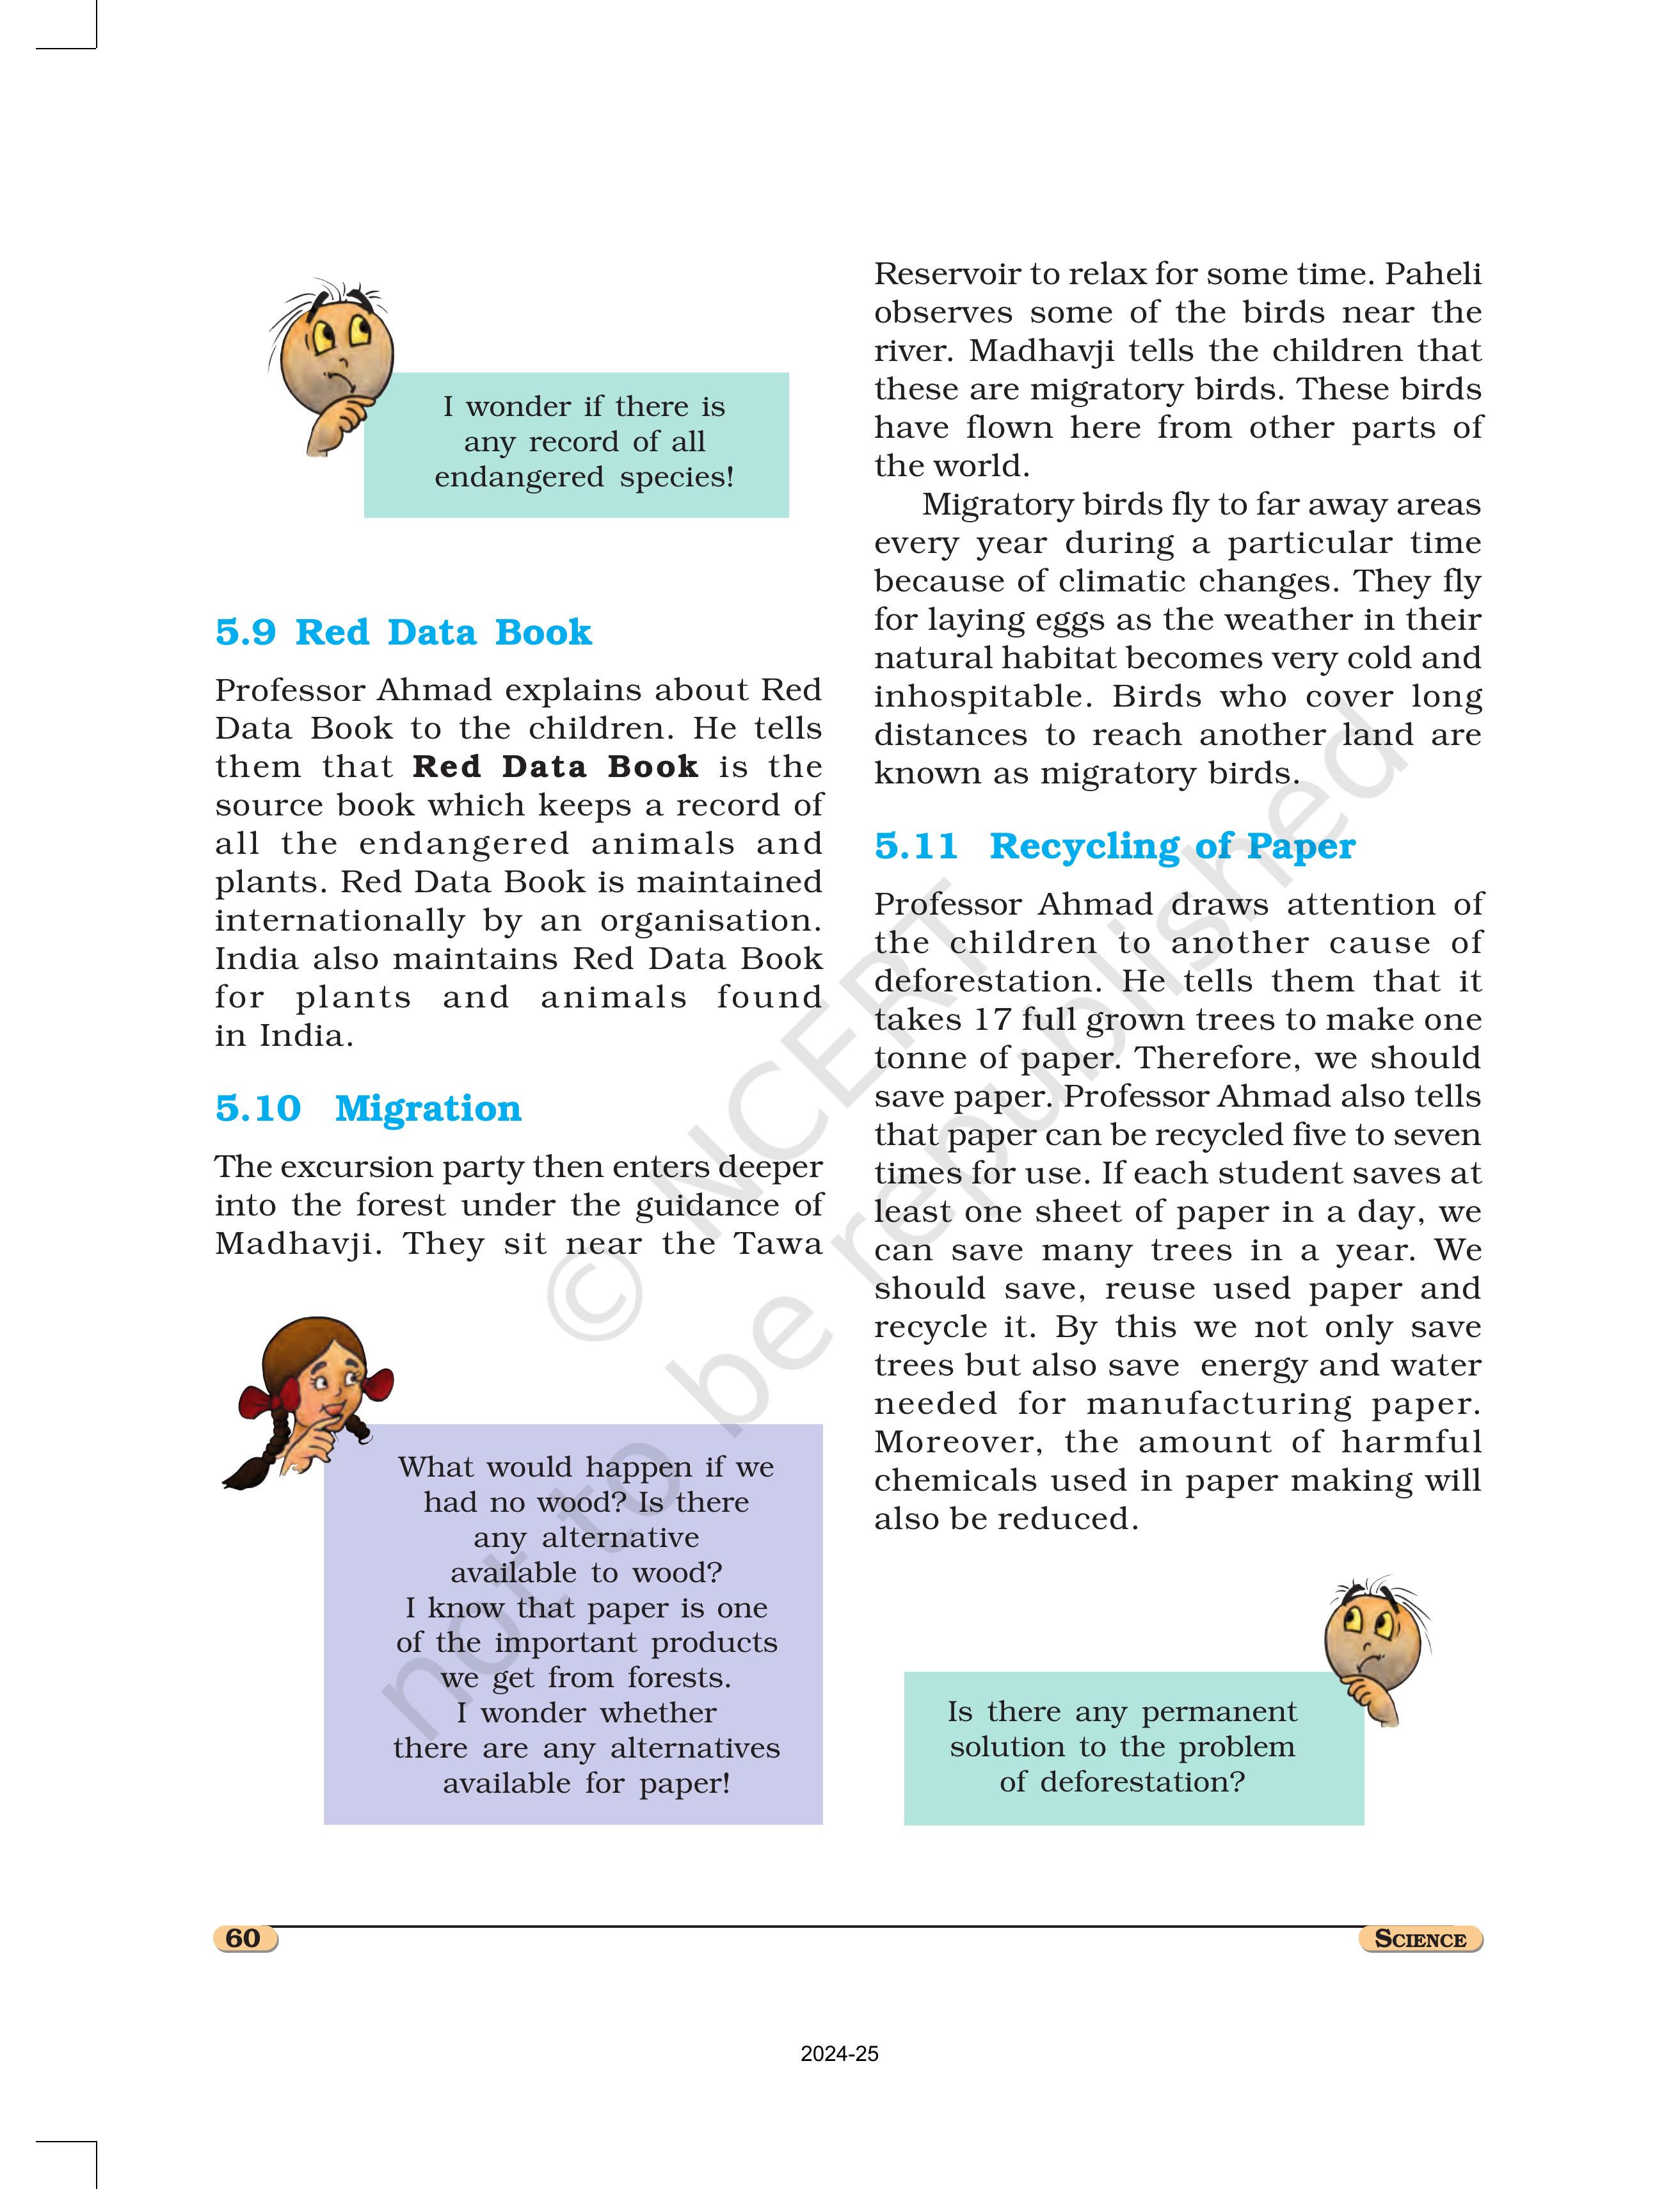 I wonder if there is
any record of all
endangered species!
5.9 Red Data Book
Professor Ahmad explains about Red
Data Book to the children. He tells
them that Red Data Book is the
source book which keeps a record of
all the endangered animals and
plants. Red Data Book is maintained
internationally by an organisation.
India also maintains Red Data Book
for plants and animals found
in India.
5.10 Migration
The excursion party then enters deeper
into the forest under the guidance of
Madhavji. They sit near the Tawa
What would happen if we
had no wood? Is there
any alternative
available to wood?
I know that paper is one
of the important products
we get from forests.
I wonder whether
there are any alternatives
available for paper!
Reservoir to relax for some time. Paheli
observes some of the birds near the
river. Madhavji tells the children that
these are migratory birds. These birds
have flown here from other parts of
the world.
Migratory birds fly to far away areas
every year during a particular time
because of climatic changes. They fly
for laying eggs as the weather in their
natural habitat becomes very cold and
inhospitable. Birds who cover long
distances to reach another land are
known as migratory birds.
5.11 Recycling of Paper
Professor Ahmad draws attention of
the children to another cause of
deforestation. He tells them that it
takes 17 full grown trees to make one
tonne of paper. Therefore, we should
save paper. Professor Ahmad also tells
that paper can be recycled five to seven
times for use. If each student saves at
least one sheet of paper in a day, we
can save many trees in a year. We
should save, reuse used paper and
recycle it. By this we not only save
trees but also save energy and water
needed for manufacturing paper.
Moreover, the amount of harmful
chemicals used in paper making will
also be reduced.
Is there any permanent
solution to the problem
of deforestation?
© NCERT
not to be republished
60
SCIENCE
2024-25